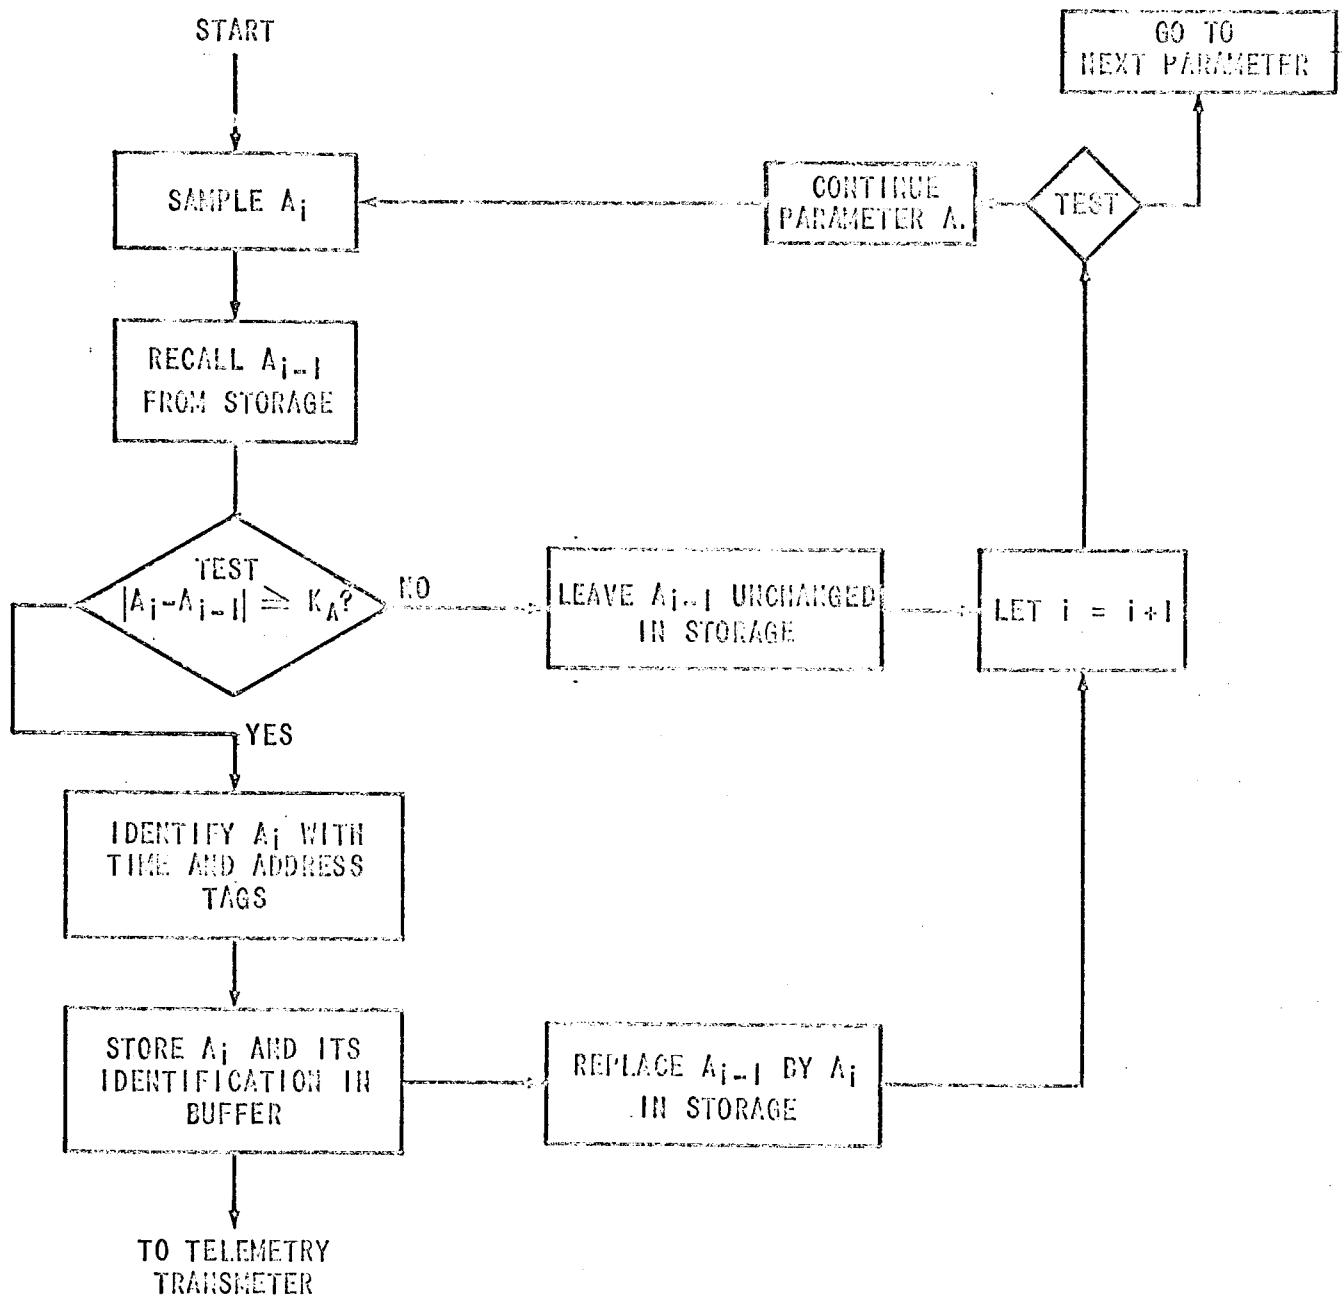 START
GO TO
NEXT PARAMETER
SAMPLE Ai
CONTINUE
PARAMETER A.
TEST
RECALL Ai-1
FROM STORAGE
TEST
|Ai-Ai-1| ≧ KA?
NO
LEAVE Ai-1 UNCHANGED
IN STORAGE
LET i = i+1
YES
IDENTIFY Ai WITH
TIME AND ADDRESS
TAGS
STORE Ai AND ITS
IDENTIFICATION IN
BUFFER
REPLACE Ai-1 BY Ai
IN STORAGE
TO TELEMETRY
TRANSMETER